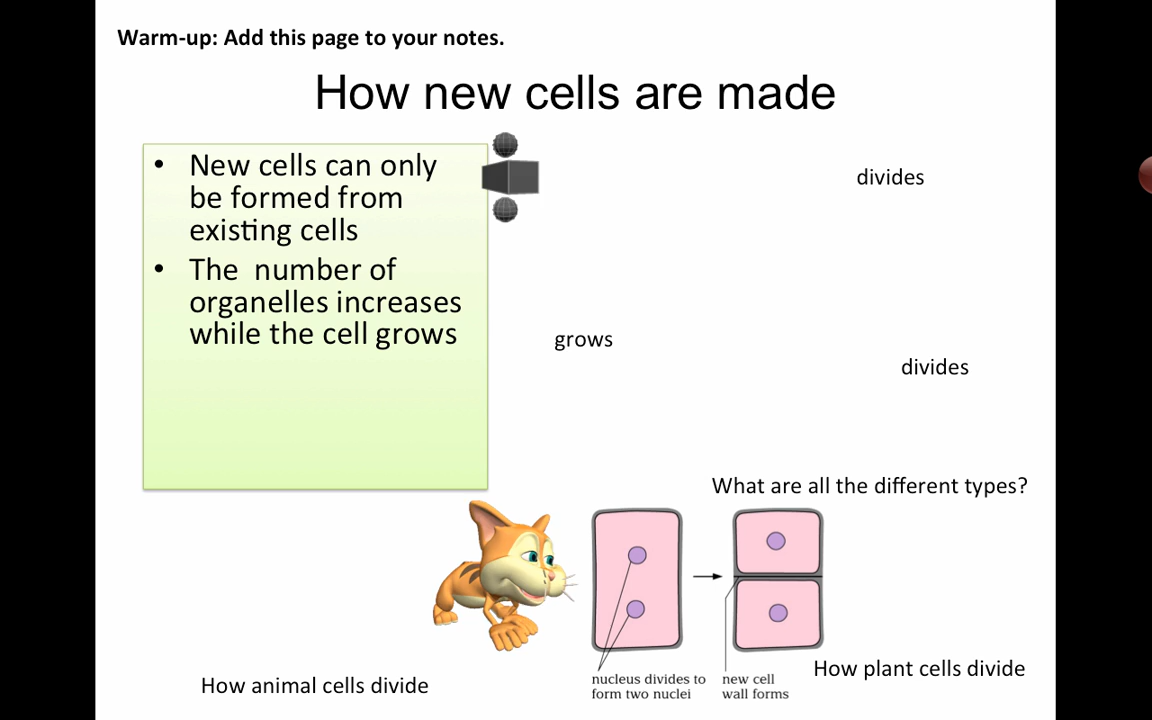 Warm-up: Add this page to your notes.
How new cells are made
• New cells can only
be formed from
existing cells
• The  number of
organelles increases
while the cell grows
divides
grows
divides
What are all the different types?
nucleus divides to
form two nuclei
new cell
wall forms
How plant cells divide
How animal cells divide